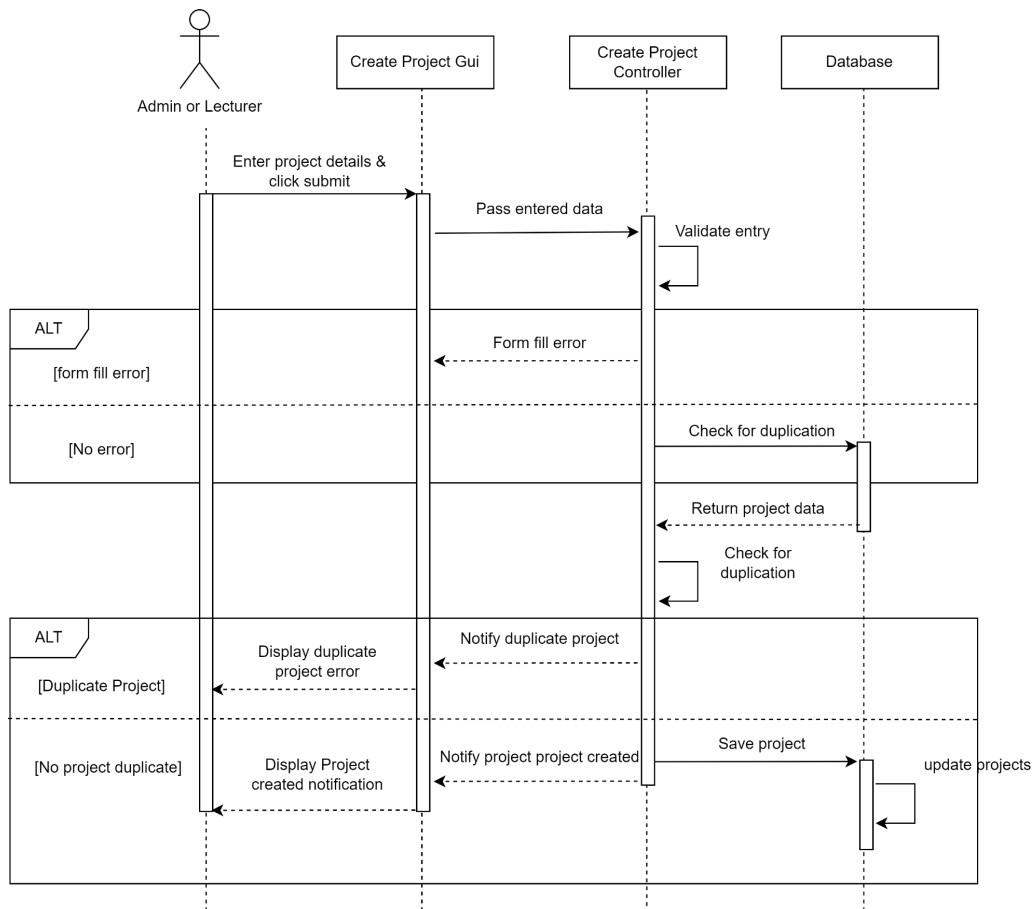 Admin or Lecturer
Create Project Gui
Create Project
Controller
Database
Enter project details &
click submit
Pass entered data
Validate entry
ALT
Form fill error
[form fill error]
Check for duplication
[No error]
Return project data
Check for
duplication
ALT
Notify duplicate project
Display duplicate
project error
[Duplicate Project]
Save project
Notify project project created
[No project duplicate]
Display Project
created notification
update projects